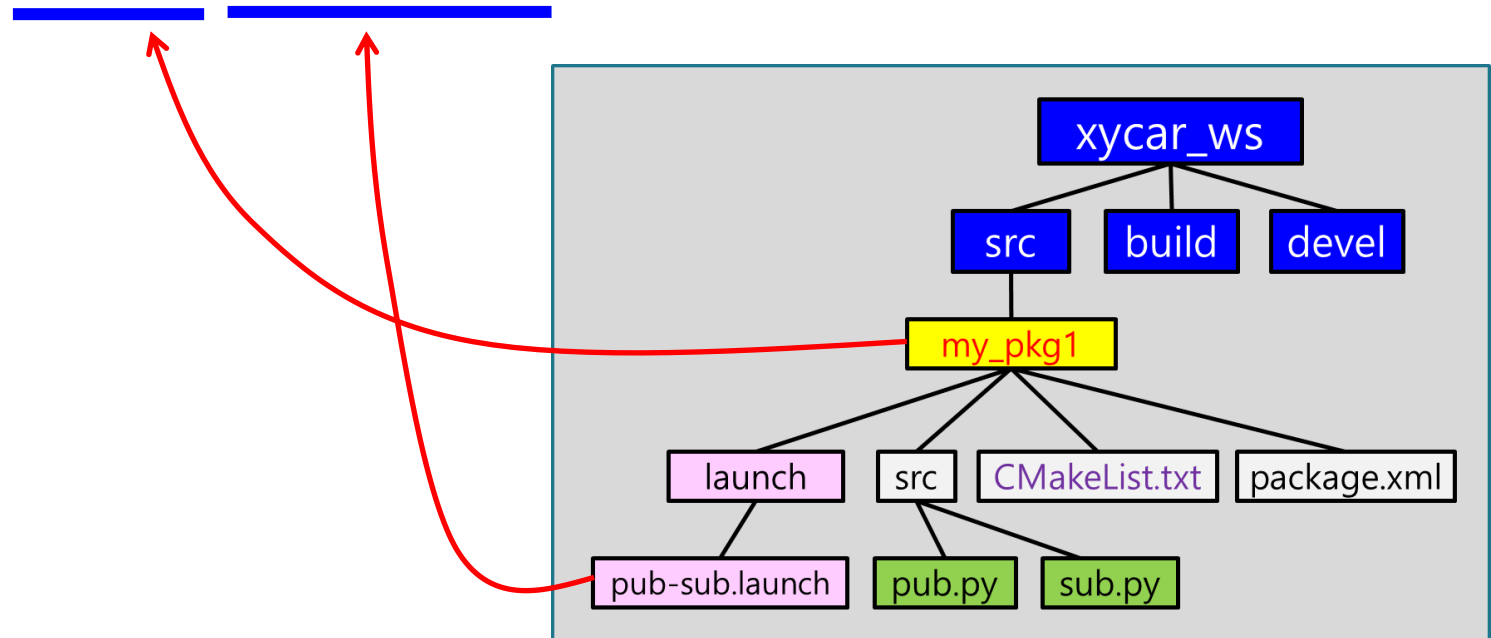 xycar_ws
src build devel
my_pkg1
launch src CMakeList.txt package.xml
pub-sub.launch pub.py sub.py